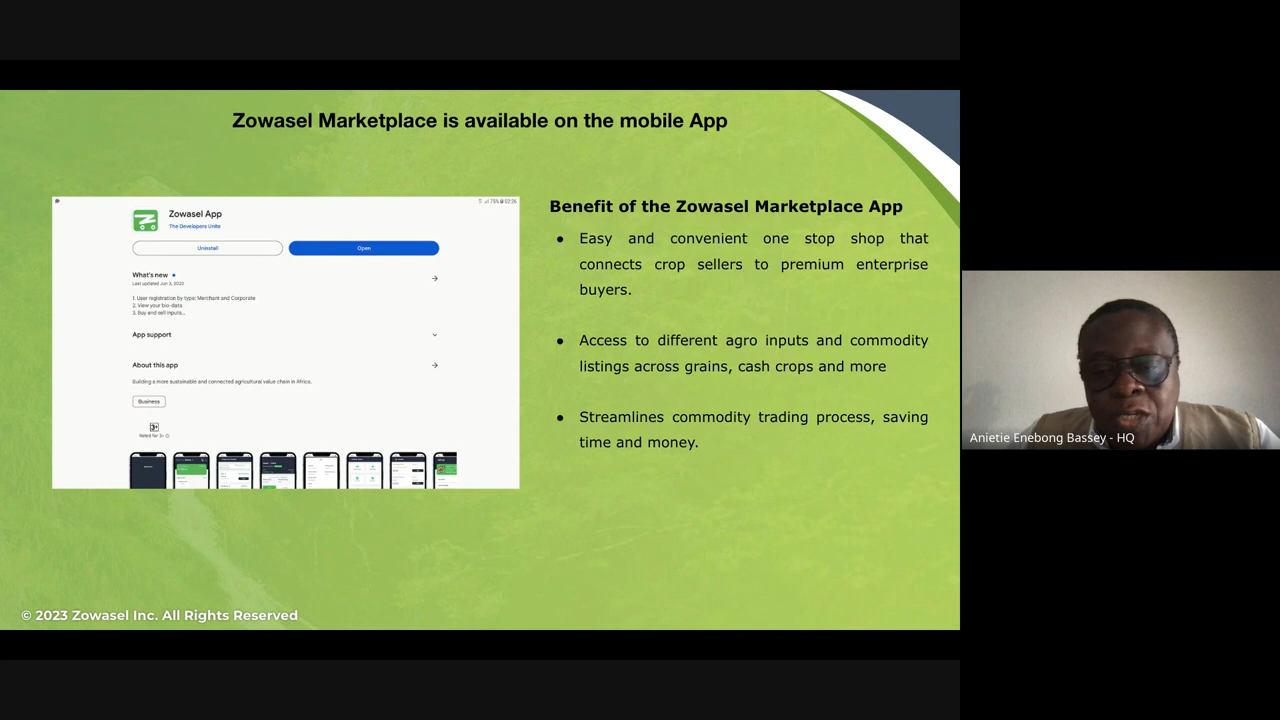 Zowasel Marketplace is available on the mobile App
75% 02:26
Zowasel App
The Developers Unite
Uninstall
Open
What's new
Last updated Jun 3, 2023
1. User registration by type: Merchant and Corporate
2. View your bio-data
3. Buy and sell inputs...
App support
About this app
Building a more sustainable and connected agricultural value chain in Africa.
Business
3+
Rated for 3+
Benefit of the Zowasel Marketplace App
● Easy and convenient one stop shop that
connects crop sellers to premium enterprise
buyers.
● Access to different agro inputs and commodity
listings across grains, cash crops and more
● Streamlines commodity trading process, saving
time and money.
Anietie Enebong Bassey - HQ
© 2023 Zowasel Inc. All Rights Reserved